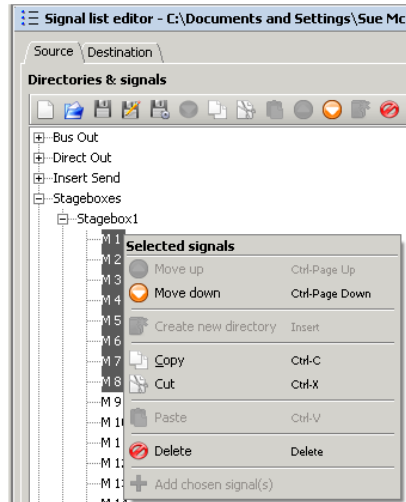 Signal list editor - C:\Documents and Settings\Sue Mc
Source Destination
Directories & signals
Bus Out
Direct Out
Insert Send
Stageboxes
Stagebox1
M 1
Selected signals
M 2
Move up Ctrl-Page Up
M 3
M 4
Move down Ctrl-Page Down
M 5
Create new directory Insert
M 6
M 7
Copy Ctrl-C
M 8
Cut Ctrl-X
M 9
Paste Ctrl-V
Delete Delete
Add chosen signal(s)